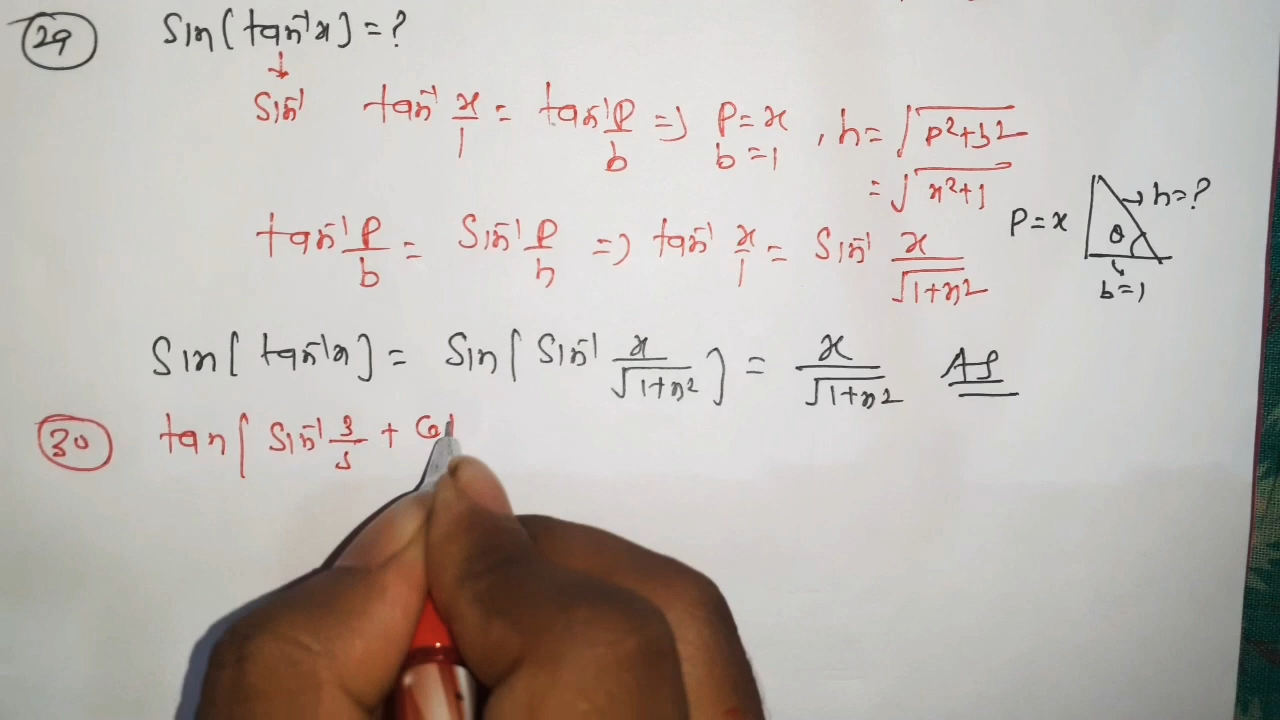 29 Sin(tan⁻¹x) = ?
↓
Sin⁻¹ tan⁻¹ x/1 = tan⁻¹ P/b => P = x , h = √(P²+b²)
b = 1
= √(x²+1)
tan⁻¹ P/b = Sin⁻¹ P/h => tan⁻¹ x/1 = Sin⁻¹ x/√(1+x²)
P = x θ → h = ?
b = 1
Sin[tan⁻¹x] = Sin[Sin⁻¹ x/√(1+x²)] = x/√(1+x²)
30 tan[Sin⁻¹ 3/5 +